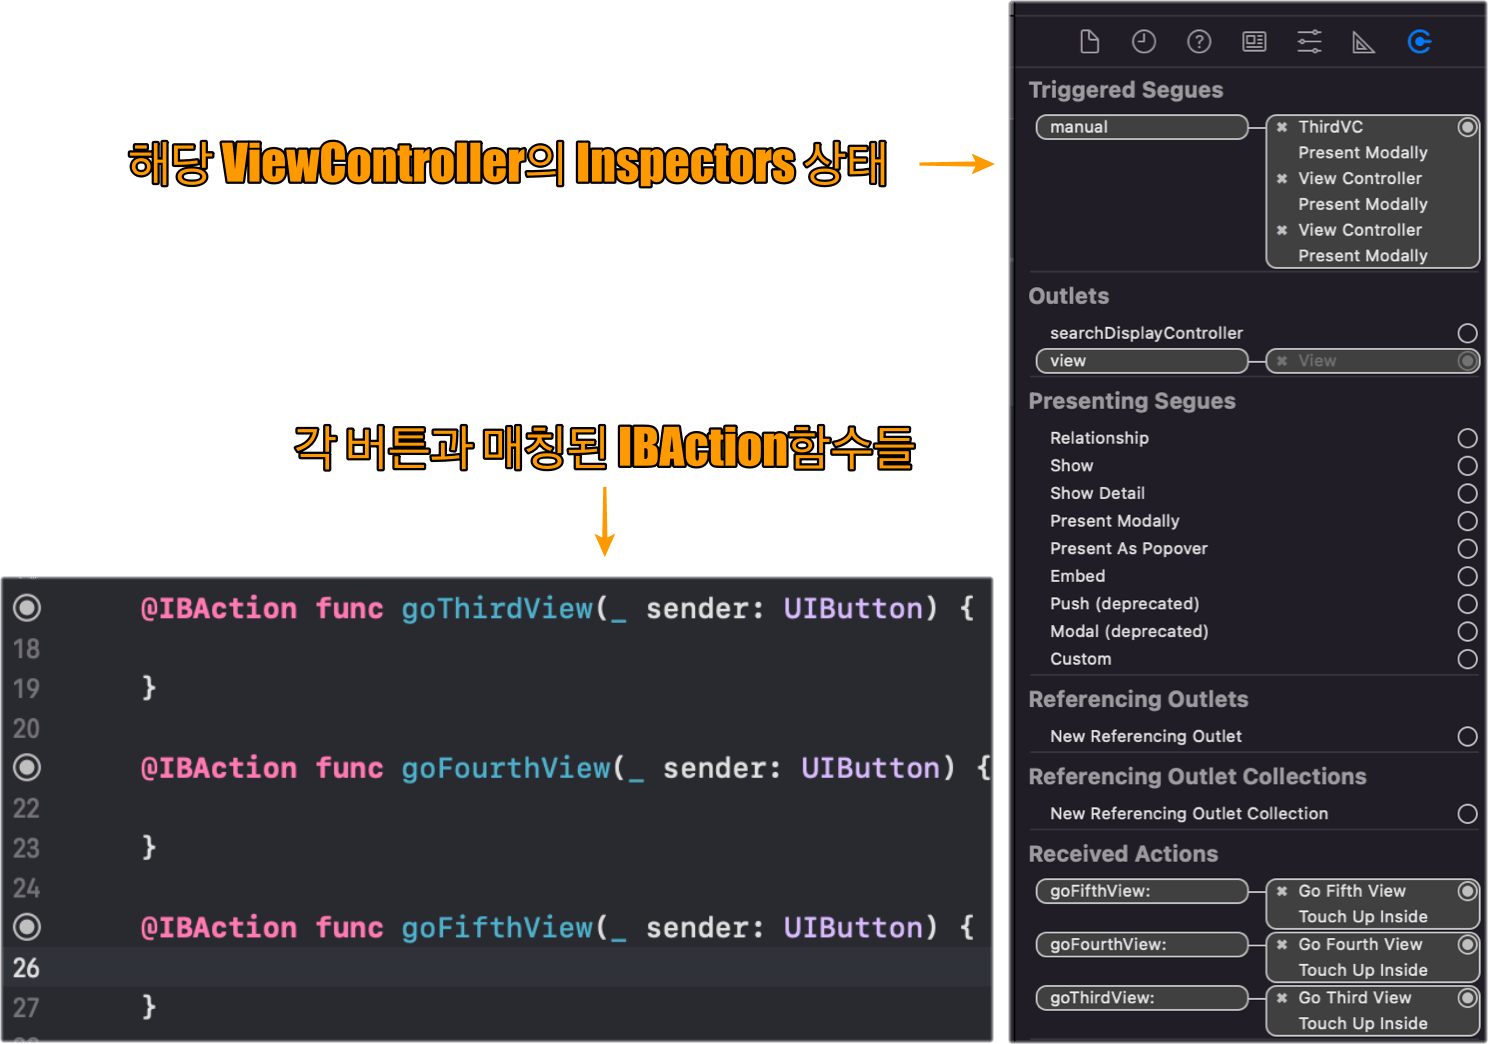 해당 ViewController의 Inspectors 상태
각 버튼과 매칭된 IBAction함수들
@IBAction func goThirdView(_ sender: UIButton) {
18
19 }
20
@IBAction func goFourthView(_ sender: UIButton) {
22
23 }
24
@IBAction func goFifthView(_ sender: UIButton) {
26
27 }
Triggered Segues
manual ThirdVC
Present Modally
View Controller
Present Modally
View Controller
Present Modally
Outlets
searchDisplayController
view View
Presenting Segues
Relationship
Show
Show Detail
Present Modally
Present As Popover
Embed
Push (deprecated)
Modal (deprecated)
Custom
Referencing Outlets
New Referencing Outlet
Referencing Outlet Collections
New Referencing Outlet Collection
Received Actions
goFifthView: Go Fifth View
Touch Up Inside
goFourthView: Go Fourth View
Touch Up Inside
goThirdView: Go Third View
Touch Up Inside